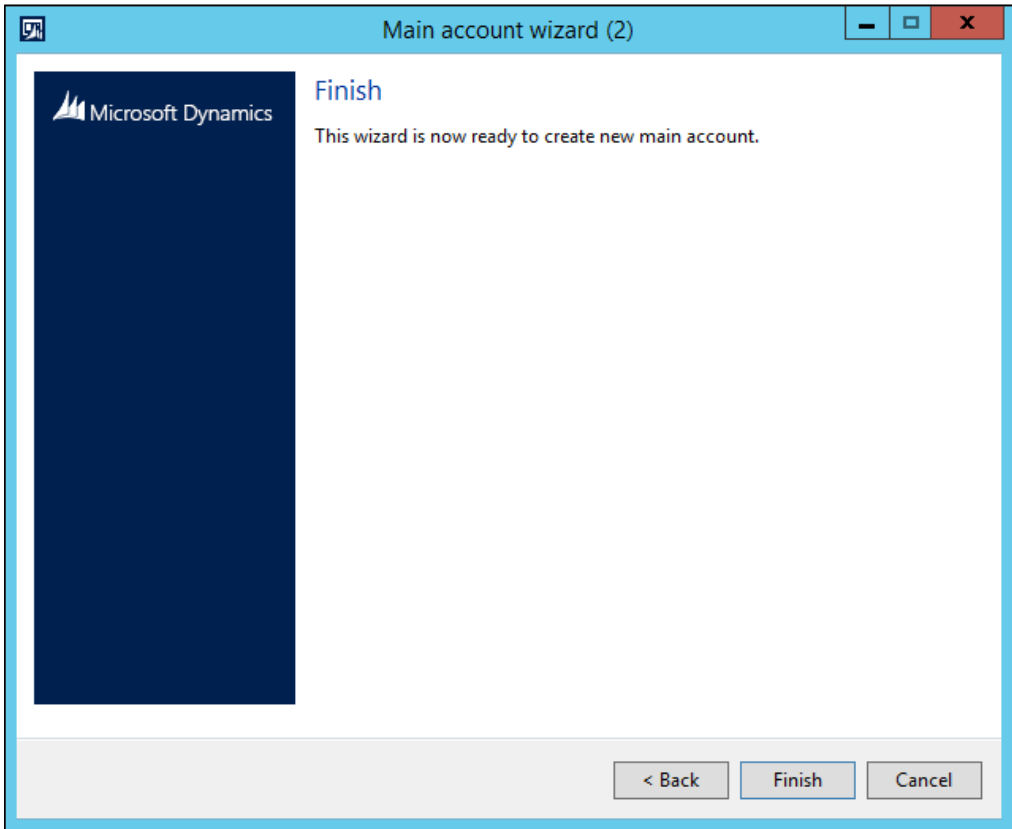 Main account wizard (2)
Microsoft Dynamics
Finish
This wizard is now ready to create new main account.
< Back
Finish
Cancel